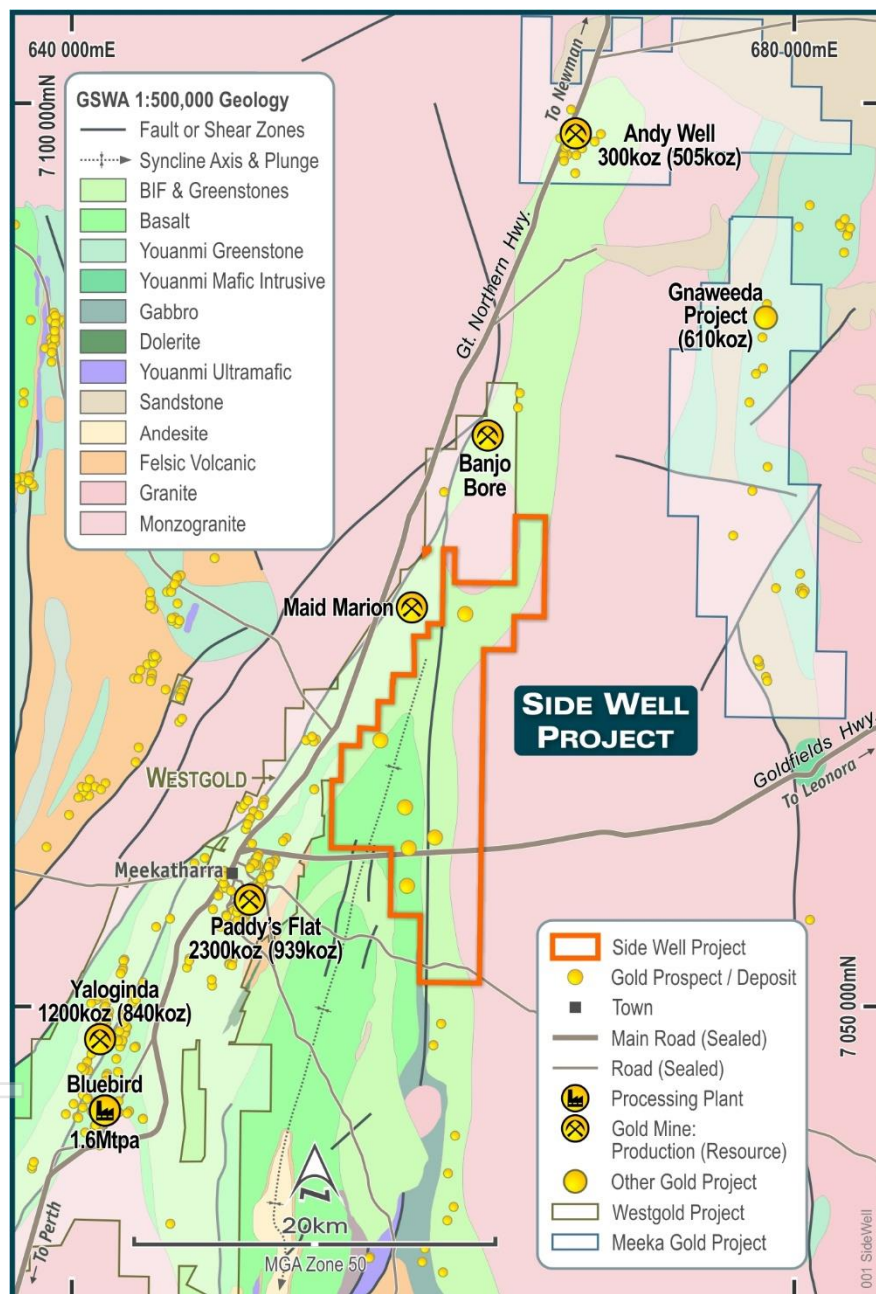 640 000mE
680 000mE
7 100 000mN
GSWA 1:500,000 Geology
Fault or Shear Zones
Syncline Axis & Plunge
BIF & Greenstones
Basalt
Youanmi Greenstone
Youanmi Mafic Intrusive
Gabbro
Dolerite
Youanmi Ultramafic
Sandstone
Andesite
Felsic Volcanic
Granite
Monzogranite
To Newman
Andy Well
300koz (505koz)
Gt. Northern Hwy.
Gnaweeda
Project
(610koz)
Banjo
Bore
Maid Marion
SIDE WELL
PROJECT
Goldfields Hwy.
To Leonora
WESTGOLD
Meekatharra
Paddy's Flat
2300koz (939koz)
Yaloginda
1200koz (840koz)
Bluebird
1.6Mtpa
To Perth
N
20km
MGA Zone 50
7 050 000mN
Side Well Project
Gold Prospect / Deposit
Town
Main Road (Sealed)
Road (Sealed)
Processing Plant
Gold Mine:
Production (Resource)
Other Gold Project
Westgold Project
Meeka Gold Project
001 SideWell